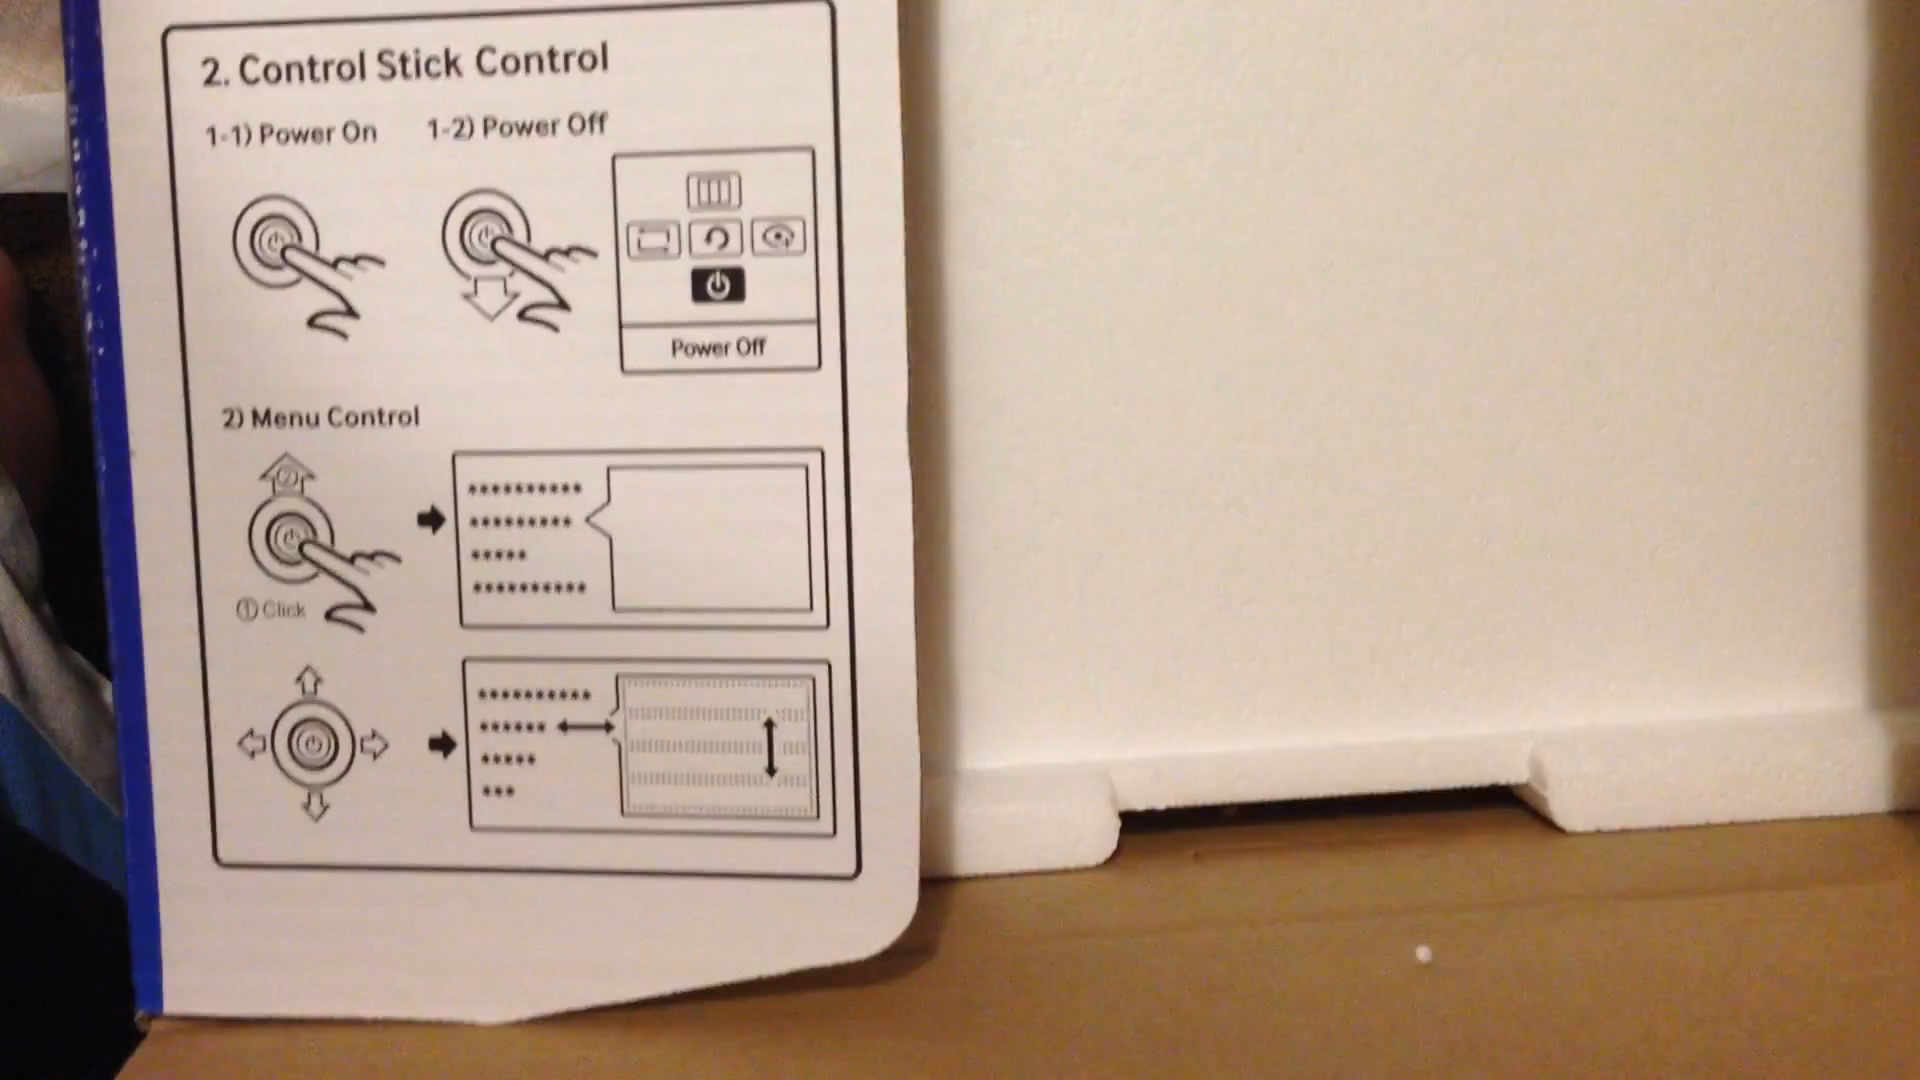 2. Control Stick Control
1-1) Power On
1-2) Power Off
Power Off
2) Menu Control
②
① Click